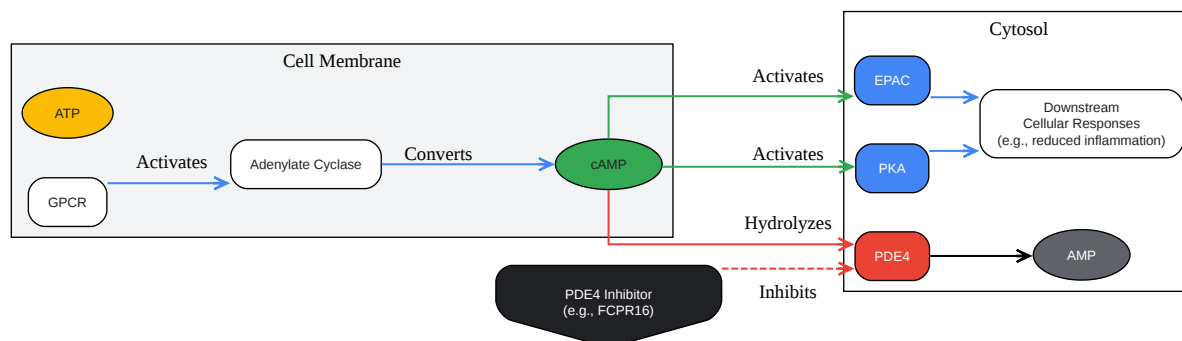 Cell Membrane
Cytosol
ATP
GPCR
Activates
Adenylate Cyclase
Converts
cAMP
Activates
Activates
Hydrolyzes
Inhibits
EPAC
PKA
PDE4
Downstream
Cellular Responses
(e.g., reduced inflammation)
AMP
PDE4 Inhibitor
(e.g., FCPR16)